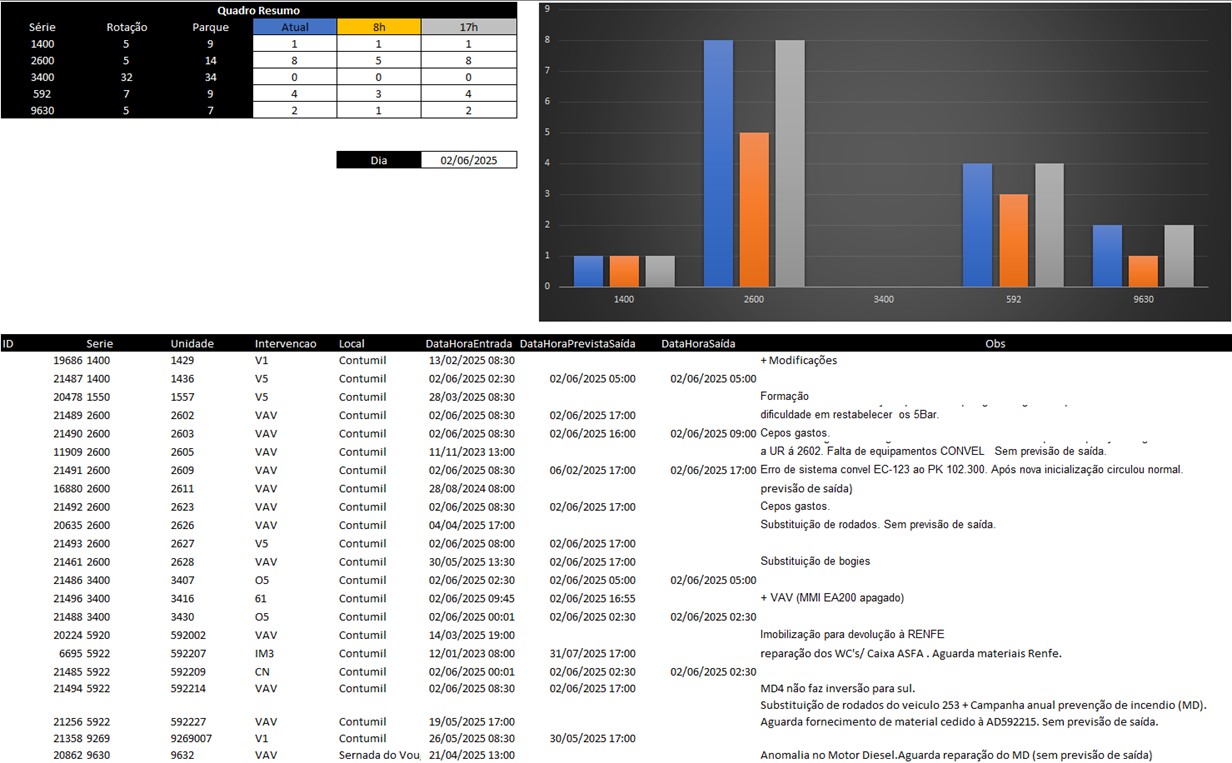 Quadro Resumo
Série Rotação Parque Atual 8h 17h
1400 5 9 1 1 1
2600 5 14 8 5 8
3400 32 34 0 0 0
592 7 9 4 3 4
9630 5 7 2 1 2
Dia 02/06/2025
9
8
7
6
5
4
3
2
1
0
1400 2600 3400 592 9630
ID Serie Unidade Intervencao Local DataHoraEntrada DataHoraPrevistaSaída DataHoraSaída Obs
19686 1400 1429 V1 Contumil 13/02/2025 08:30 + Modificações
21487 1400 1436 V5 Contumil 02/06/2025 02:30 02/06/2025 05:00 02/06/2025 05:00
20478 1550 1557 V5 Contumil 28/03/2025 08:30 Formação
21489 2600 2602 VAV Contumil 02/06/2025 08:30 02/06/2025 17:00 dificuldade em restabelecer os 5Bar.
21490 2600 2603 VAV Contumil 02/06/2025 08:30 02/06/2025 16:00 02/06/2025 09:00 Cepos gastos.
11909 2600 2605 VAV Contumil 11/11/2023 13:00 a UR á 2602. Falta de equipamentos CONVEL Sem previsão de saída.
21491 2600 2609 VAV Contumil 02/06/2025 08:30 06/02/2025 17:00 02/06/2025 17:00 Erro de sistema convel EC-123 ao PK 102.300. Após nova inicialização circulou normal.
16880 2600 2611 VAV Contumil 28/08/2024 08:00 previsão de saída)
21492 2600 2623 VAV Contumil 02/06/2025 08:30 02/06/2025 17:00 Cepos gastos.
20635 2600 2626 VAV Contumil 04/04/2025 17:00 Substituição de rodados. Sem previsão de saída.
21493 2600 2627 V5 Contumil 02/06/2025 08:00 02/06/2025 17:00
21461 2600 2628 VAV Contumil 30/05/2025 13:30 02/06/2025 17:00 Substituição de bogies
21486 3400 3407 O5 Contumil 02/06/2025 02:30 02/06/2025 05:00 02/06/2025 05:00
21496 3400 3416 61 Contumil 02/06/2025 09:45 02/06/2025 16:55 + VAV (MMI EA200 apagado)
21488 3400 3430 O5 Contumil 02/06/2025 00:01 02/06/2025 02:30 02/06/2025 02:30
20224 5920 592002 VAV Contumil 14/03/2025 19:00 Imobilização para devolução à RENFE
6695 5922 592207 IM3 Contumil 12/01/2023 08:00 31/07/2025 17:00 reparação dos WC's/ Caixa ASFA . Aguarda materiais Renfe.
21485 5922 592209 CN Contumil 02/06/2025 00:01 02/06/2025 02:30 02/06/2025 02:30
21494 5922 592214 VAV Contumil 02/06/2025 08:30 02/06/2025 17:00 MD4 não faz inversão para sul.
Substituição de rodados do veiculo 253 + Campanha anual prevenção de incendio (MD).
21256 5922 592227 VAV Contumil 19/05/2025 17:00 Aguarda fornecimento de material cedido à AD592215. Sem previsão de saída.
21358 9269 9269007 V1 Contumil 26/05/2025 08:30 30/05/2025 17:00
20862 9630 9632 VAV Sernada do Vou 21/04/2025 13:00 Anomalia no Motor Diesel.Aguarda reparação do MD (sem previsão de saída)